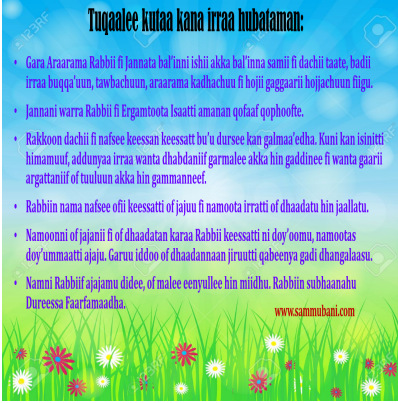 Tuqaalee kutaa kana irraa hubataman:
• Gara Araarama Rabbii fi Jannata bal'inni ishii akka bal'inna samii fi dachii taate, badii
irraa buqqa'uun, tawbachuun, araarama kadhachuu fi hojii gaggaarii hojjachuun fiigu.
• Jannani warra Rabbii fi Ergamtoota Isaatti amanan qofaaf qophoofte.
• Rakkoon dachii fi nafsee keessan keessatt bu'u dursee kan galmaa'edha. Kuni kan isinitti
himamuuf, addunyaa irraa wanta dhabdaniif garmalee akka hin gaddinee fi wanta gaarii
argattaniif of tuuluun akka hin gammanneef.
• Rabbiin nama nafsee ofii keessatti of jajuu fi namoota irratti of dhaadatu hin jaallatu.
• Namoonni of jajanii fi of dhaadatan karaa Rabbii keessatti ni doy'oomu, namootas
doy'ummaatti ajaju. Garuu iddoo of dhaadannaan jiruutti qabeenya gadi dhangalaasu.
• Namni Rabbiif ajajamu didee, of malee eenyullee hin miidhu. Rabbiin subhaanahu
Dureessa Faarfamaadha.
www.sammubani.com